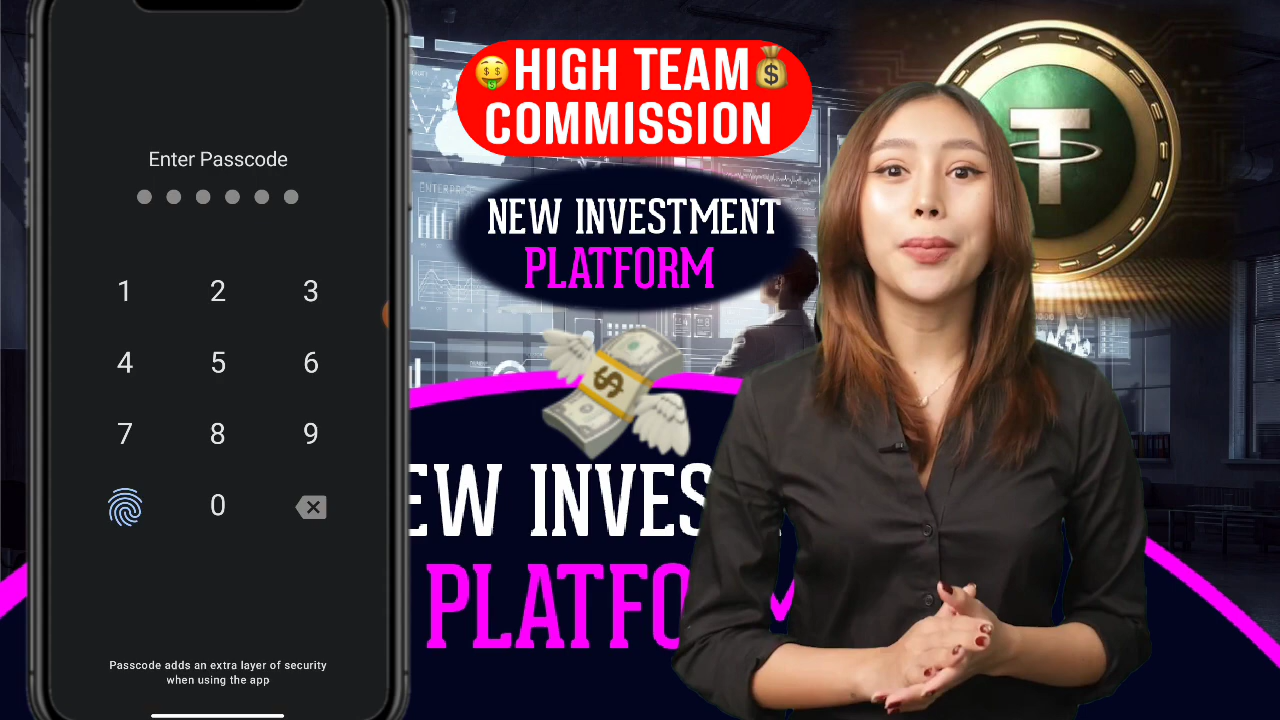 Enter Passcode
1 2 3
4 5 6
7 8 9
0
Passcode adds an extra layer of security
when using the app
HIGH TEAM
COMMISSION
NEW INVESTMENT
PLATFORM
ENTERPRISE
EW INVES
PLATFO